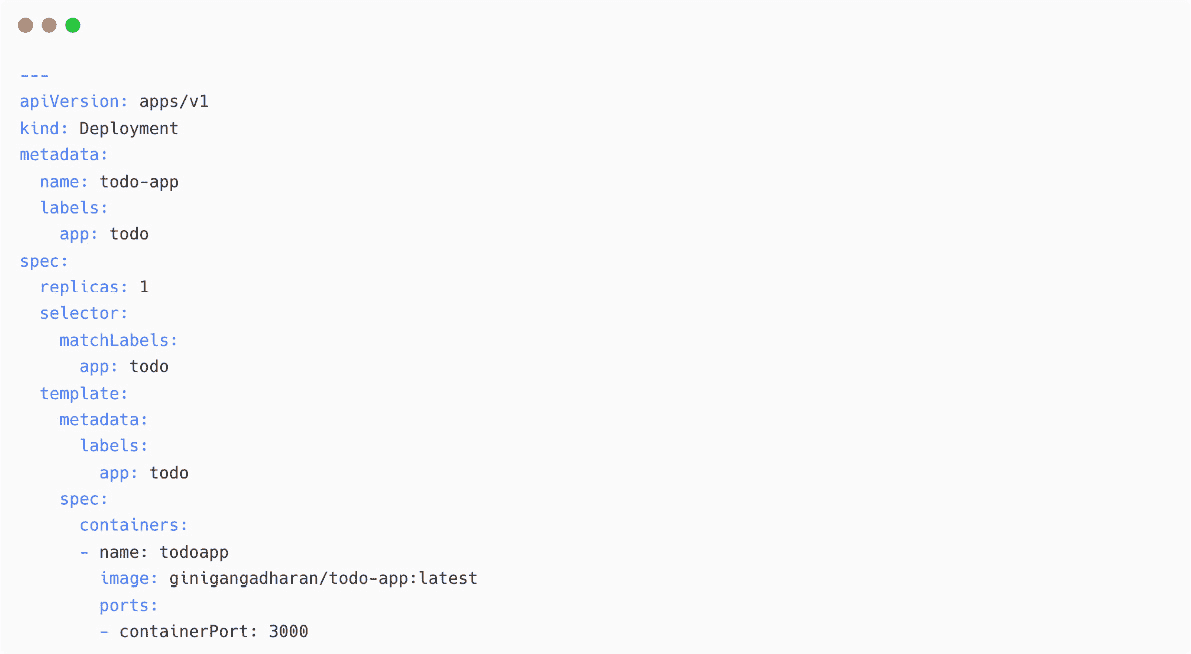 ---
apiVersion: apps/v1
kind: Deployment
metadata:
  name: todo-app
  labels:
    app: todo
spec:
  replicas: 1
  selector:
    matchLabels:
      app: todo
  template:
    metadata:
      labels:
        app: todo
    spec:
      containers:
      - name: todoapp
        image: ginigangadharan/todo-app:latest
        ports:
        - containerPort: 3000